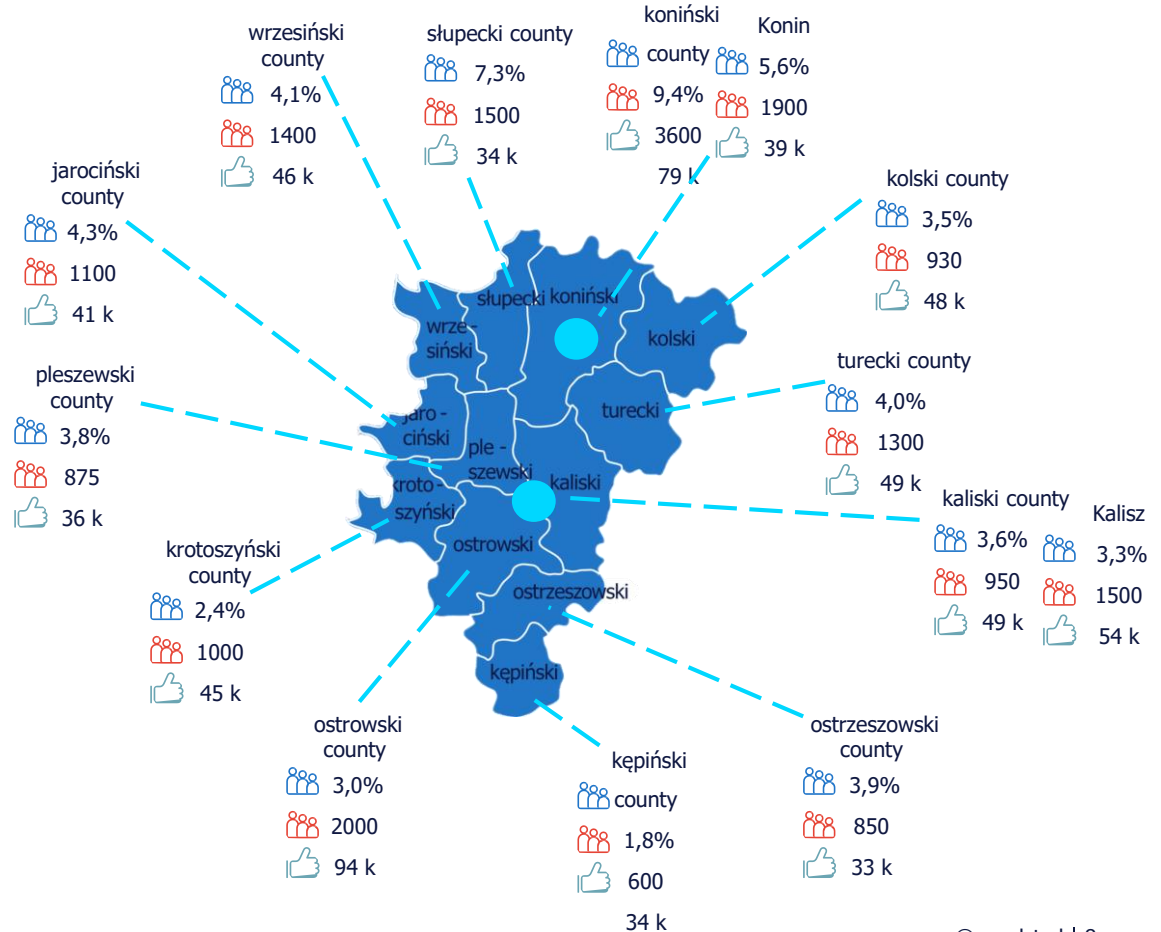 wrzesiński
county
4,1%
1400
46 k
słupecki county
7,3%
1500
34 k
koniński
county
9,4%
3600
79 k
Konin
5,6%
1900
39 k
jarociński
county
4,3%
1100
41 k
kolski county
3,5%
930
48 k
pleszewski
county
3,8%
875
36 k
turecki county
4,0%
1300
49 k
krotoszyński
county
2,4%
1000
45 k
kaliski county
3,6%
950
49 k
Kalisz
3,3%
1500
54 k
ostrowski
county
3,0%
2000
94 k
kępiński
county
1,8%
600
34 k
ostrzeszowski
county
3,9%
850
33 k
słupecki
koniński
wrze -
siński
kolski
turecki
jaro -
ciński
ple -
szewski
kaliski
kroto -
szyński
ostrowski
ostrzeszowski
kępiński